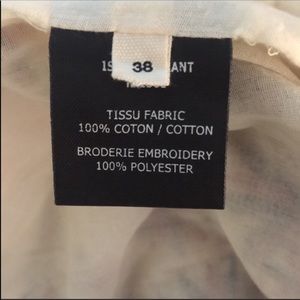 38
TISSU FABRIC
100% COTON / COTTON
BRODERIE EMBROIDERY
100% POLYESTER